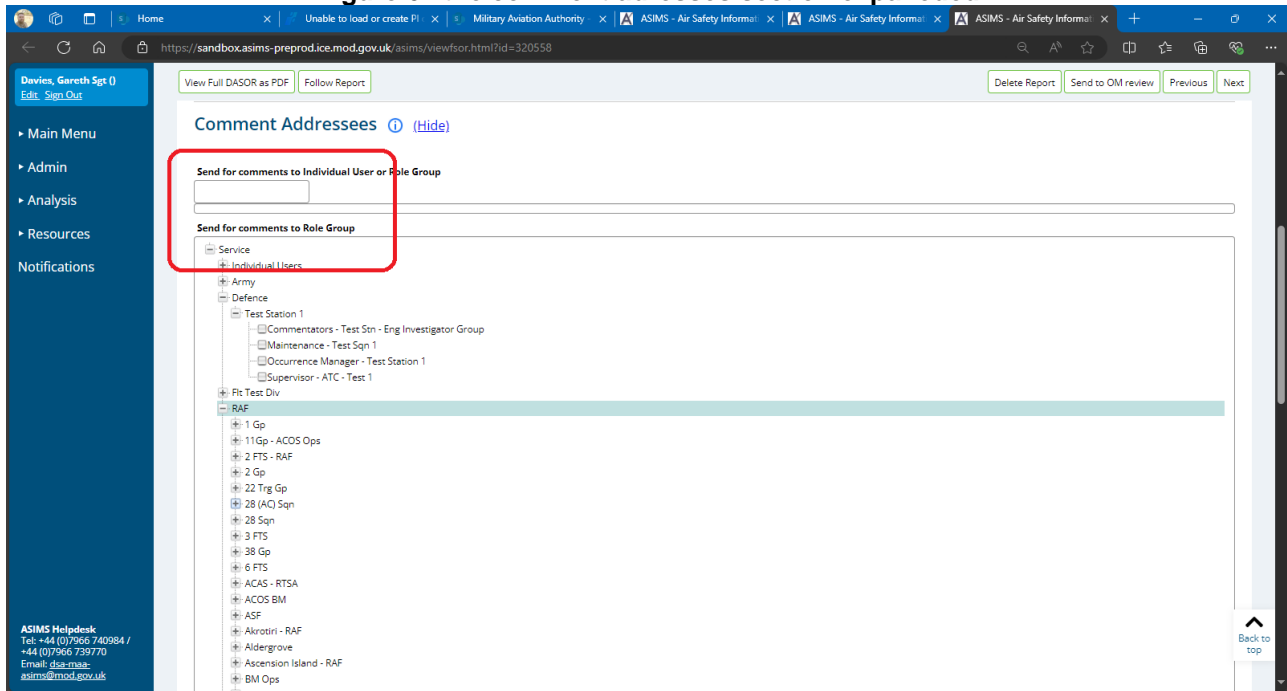 Home
Unable to load or create Pl
Military Aviation Authority -
ASIMS - Air Safety Informat
ASIMS - Air Safety Informat
ASIMS - Air Safety Informat
https://sandbox.asims-preprod.ice.mod.gov.uk/asims/viewfsor.html?id=320558
Davies, Gareth Sgt ()
Edit Sign Out
View Full DASOR as PDF Follow Report
Delete Report Send to OM review Previous Next
Main Menu
Admin
Analysis
Resources
Notifications
Comment Addressees (Hide)
Send for comments to Individual User or Role Group
Send for comments to Role Group
Service
Individual Users
Army
Defence
Test Station 1
Commentators - Test Stn - Eng Investigator Group
Maintenance - Test Sqn 1
Occurrence Manager - Test Station 1
Supervisor - ATC - Test 1
Flt Test Div
RAF
1 Gp
11Gp - ACOS Ops
2 FTS - RAF
2 Gp
22 Trg Gp
28 (AC) Sqn
28 Sqn
3 FTS
38 Gp
6 FTS
ACAS - RTSA
ACOS BM
ASF
Akrotiri - RAF
Aldergrove
Ascension Island - RAF
BM Ops
ASIMS Helpdesk
Tel: +44 (0)7966 740984 /
+44 (0)7966 739770
Email: dsa-maa-
asims@mod.gov.uk
Back to
top